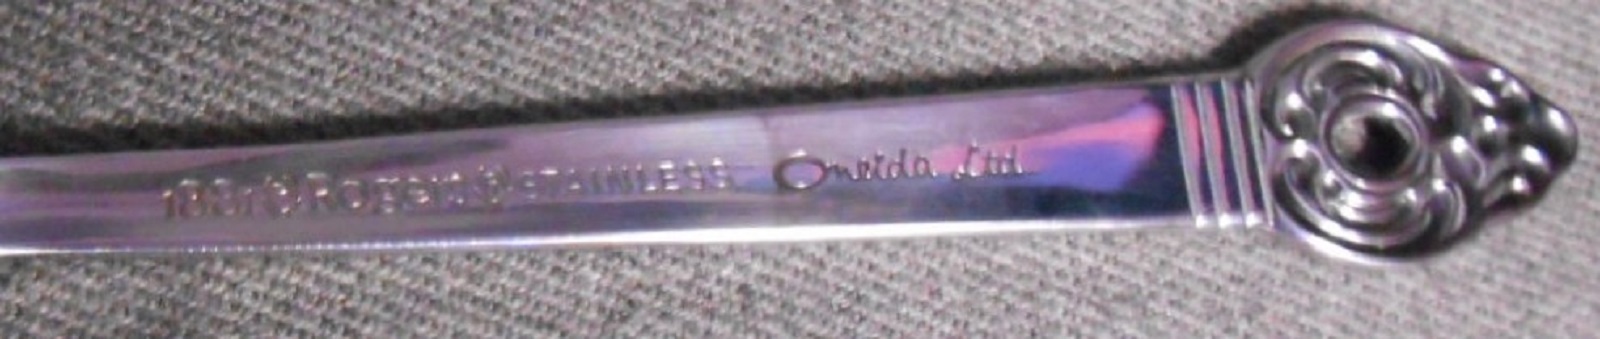 1881 ® Rogers ® STAINLESS Oneida Ltd.